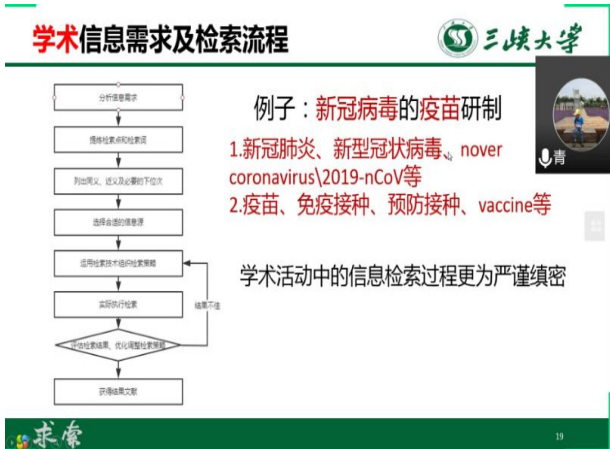 学术信息需求及检索流程
三峡大学
分析信息需求
提炼检索点和检索词
列出同义、近义及必要的下位次
选择合适的信息源
运用检索技术组织检索策略
实际执行检索
结果不佳
评估检索结果、优化调整检索策略
获得结果文献
例子：新冠病毒的疫苗研制
1.新冠肺炎、新型冠状病毒、nover
coronavirus\2019-nCoV等
2.疫苗、免疫接种、预防接种、vaccine等
学术活动中的信息检索过程更为严谨缜密
青
求索
19